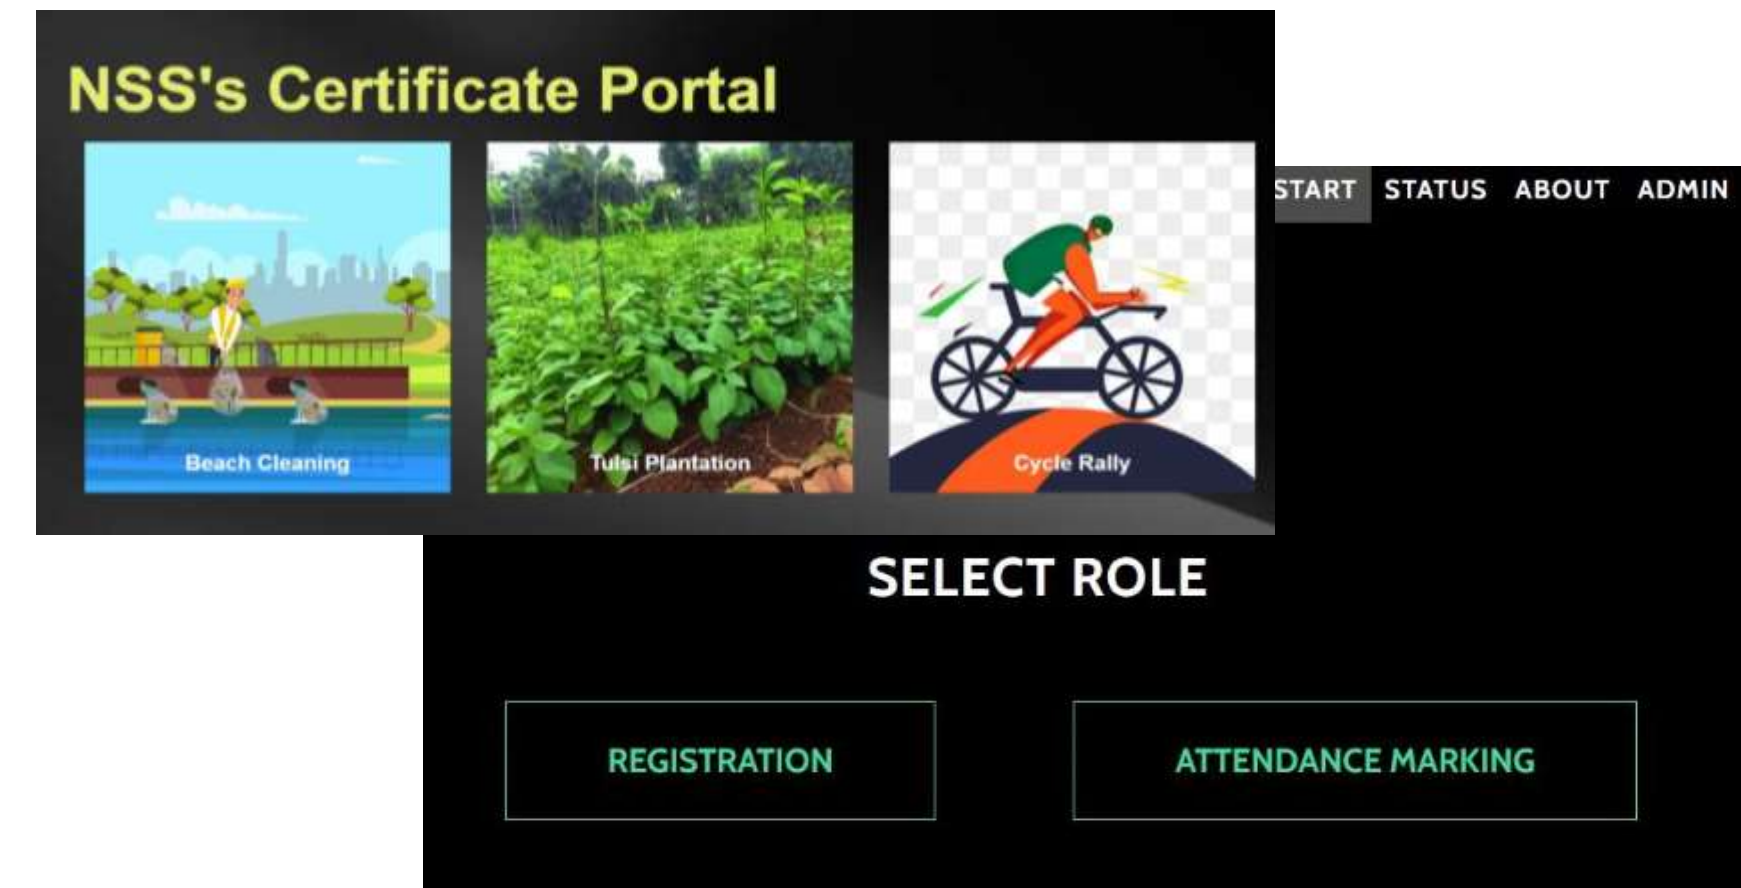 NSS's Certificate Portal
START STATUS ABOUT ADMIN
Beach Cleaning
Tulsi Plantation
Cycle Rally
SELECT ROLE
REGISTRATION
ATTENDANCE MARKING